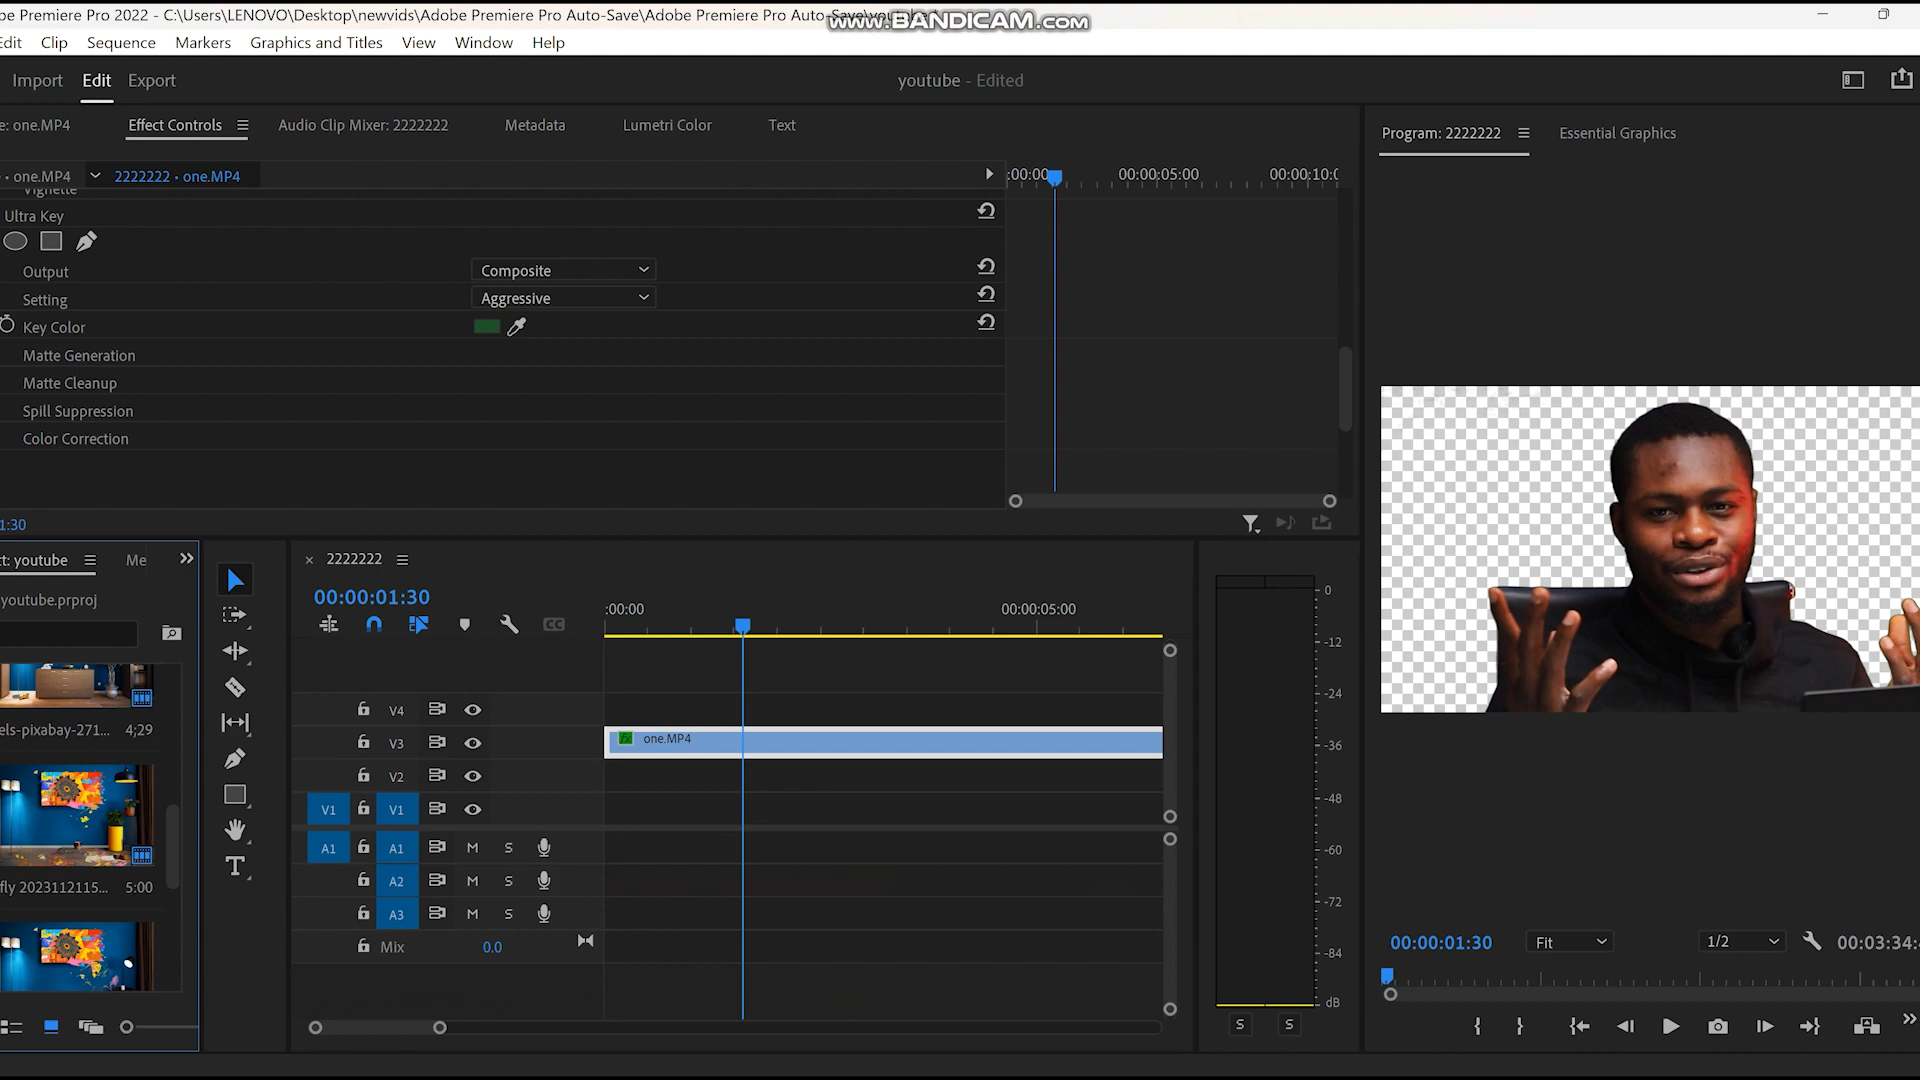 be Premiere Pro 2022 - C:\Users\LENOVO\Desktop\newvids\Adobe Premiere Pro Auto-Save\Adobe Premiere Pro Auto-
www.BANDICAM.com
Edit Clip Sequence Markers Graphics and Titles View Window Help
Import Edit Export
youtube - Edited
e: one.MP4
Effect Controls
Audio Clip Mixer: 2222222
Metadata
Lumetri Color
Text
Program: 2222222
Essential Graphics
one.MP4
2222222 • one.MP4
:00:00
00:00:05:00
00:00:10:0
Vignette
Ultra Key
Output
Composite
Setting
Aggressive
Key Color
Matte Generation
Matte Cleanup
Spill Suppression
Color Correction
1:30
ct: youtube
Me
youtube.prproj
els-pixabay-271... 4;29
fly 2023112115... 5:00
2222222
00:00:01:30
:00:00
00:00:05:00
CC
V4
V3
one.MP4
V2
V1 V1
A1 A1 M S
A2 M S
A3 M S
Mix 0.0
0
-12
-24
-36
-48
-60
-72
-84
dB
S S
00:00:01:30
Fit
1/2
00:03:34: